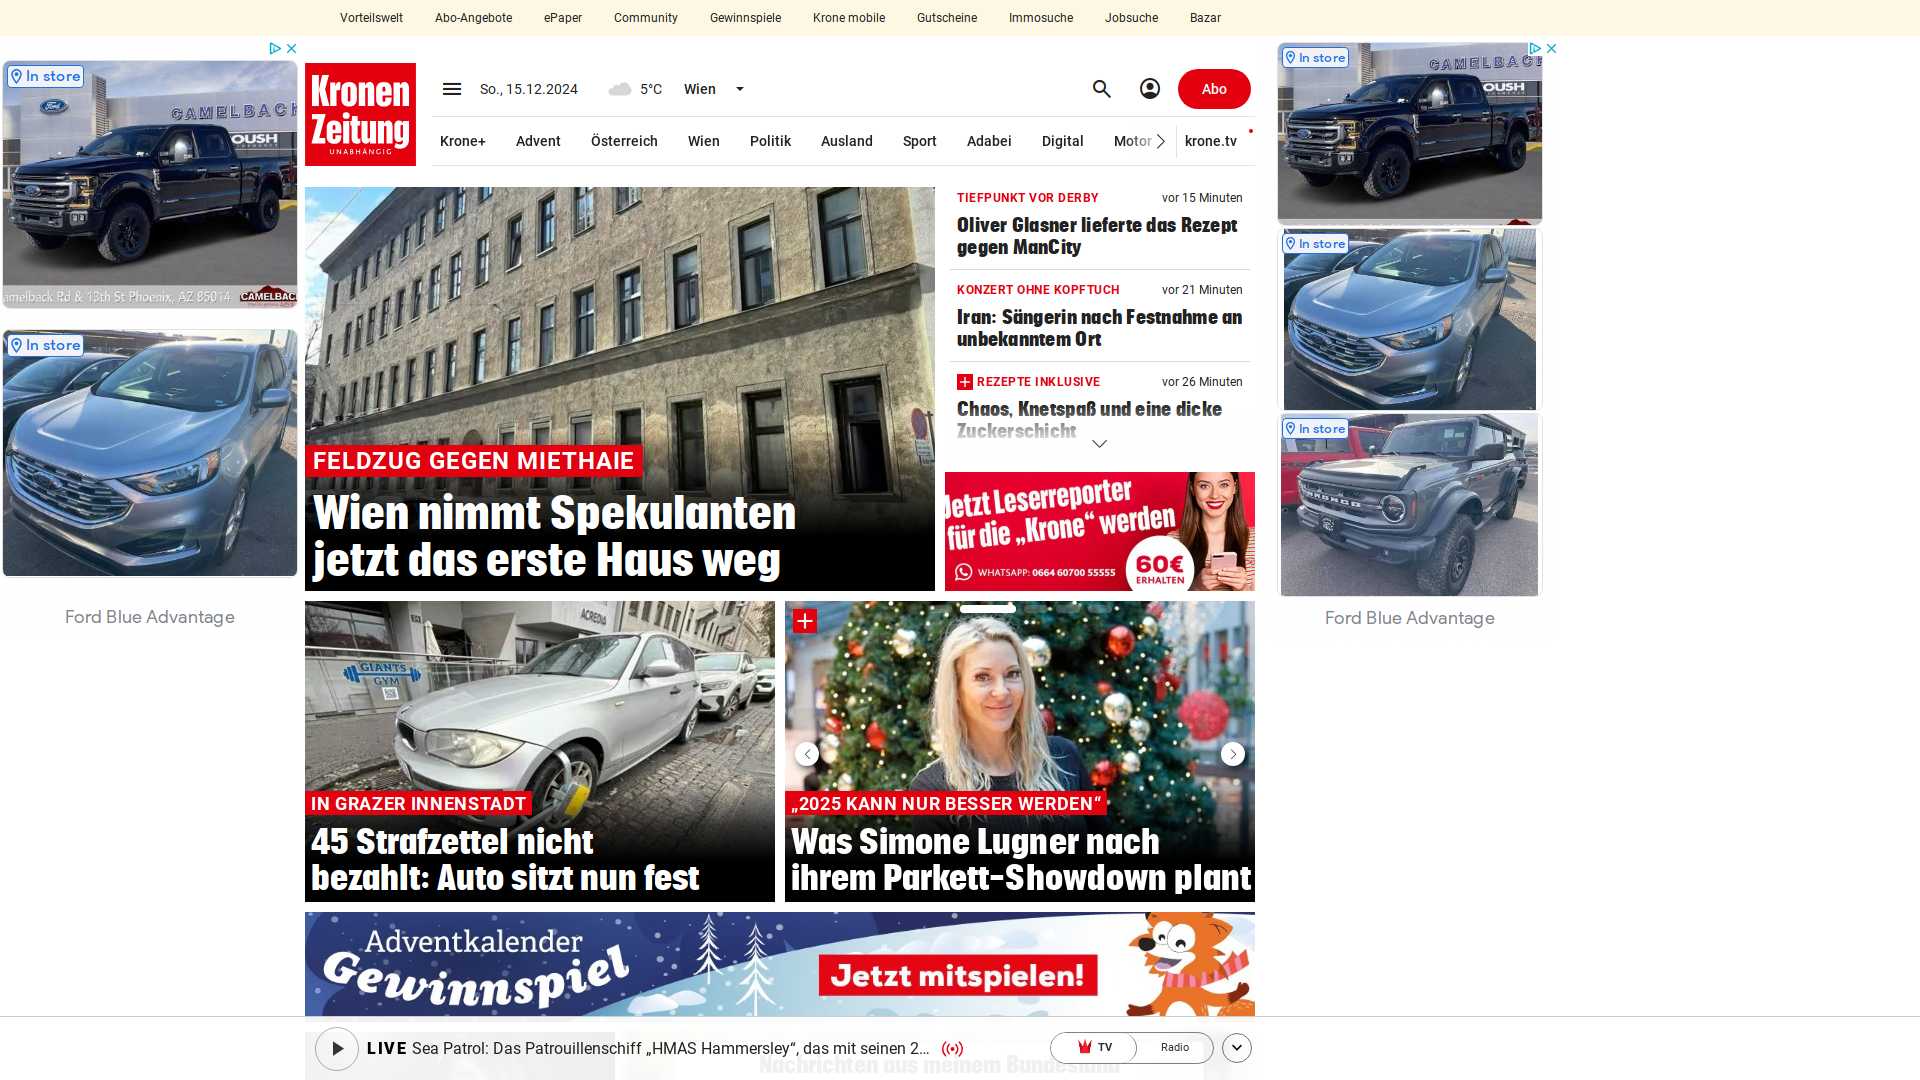 Vorteilswelt
Abo-Angebote
ePaper
Community
Gewinnspiele
Krone mobile
Gutscheine
Immosuche
Jobsuche
Bazar
Kronen
Zeitung
UNABHÄNGIG
So., 15.12.2024
5°C
Wien
Abo
Krone+
Advent
Österreich
Wien
Politik
Ausland
Sport
Adabei
Digital
Motor
krone.tv
In store
CAMELBACK
ROUSH
amelback Rd & 13th St Phoenix, AZ 85014
CAMELBACK
In store
Ford Blue Advantage
FELDZUG GEGEN MIETHAIE
Wien nimmt Spekulanten
jetzt das erste Haus weg
TIEFPUNKT VOR DERBY
vor 15 Minuten
Oliver Glasner lieferte das Rezept
gegen ManCity
KONZERT OHNE KOPFTUCH
vor 21 Minuten
Iran: Sängerin nach Festnahme an
unbekanntem Ort
REZEPTE INKLUSIVE
vor 26 Minuten
Chaos, Knetspaß und eine dicke
Zuckerschicht
Jetzt Leserreporter
für die „Krone“ werden
WHATSAPP: 0664 60700 55555
60€
ERHALTEN
In store
CAMELBACK
OUSH
In store
In store
BRONCO
Ford Blue Advantage
ACREDIA
GIANTS
GYM
IN GRAZER INNENSTADT
45 Strafzettel nicht
bezahlt: Auto sitzt nun fest
„2025 KANN NUR BESSER WERDEN“
Was Simone Lugner nach
ihrem Parkett-Showdown plant
Adventkalender
Gewinnspiel
Jetzt mitspielen!
LIVE Sea Patrol: Das Patrouillenschiff „HMAS Hammersley“, das mit seinen 2...
TV
Radio
Nachrichten aus meinem Bundesland